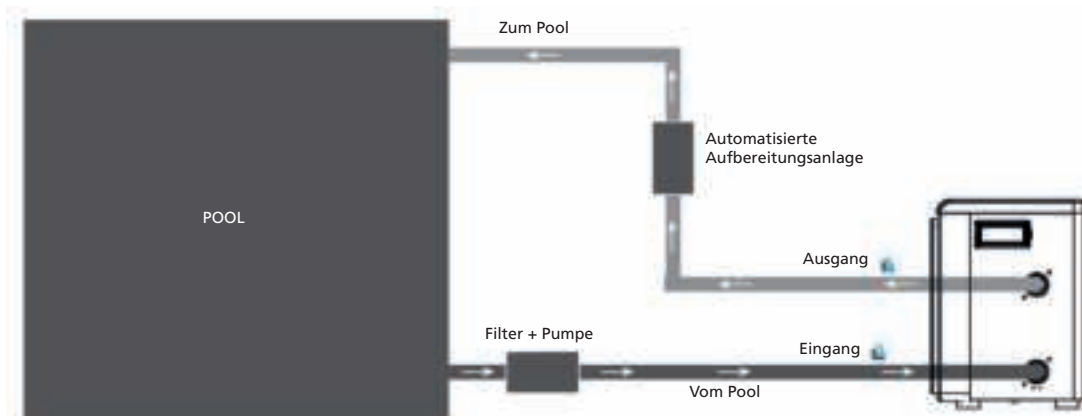 Zum Pool
Automatisierte
Aufbereitungsanlage
POOL
Ausgang
Filter + Pumpe
Eingang
Vom Pool